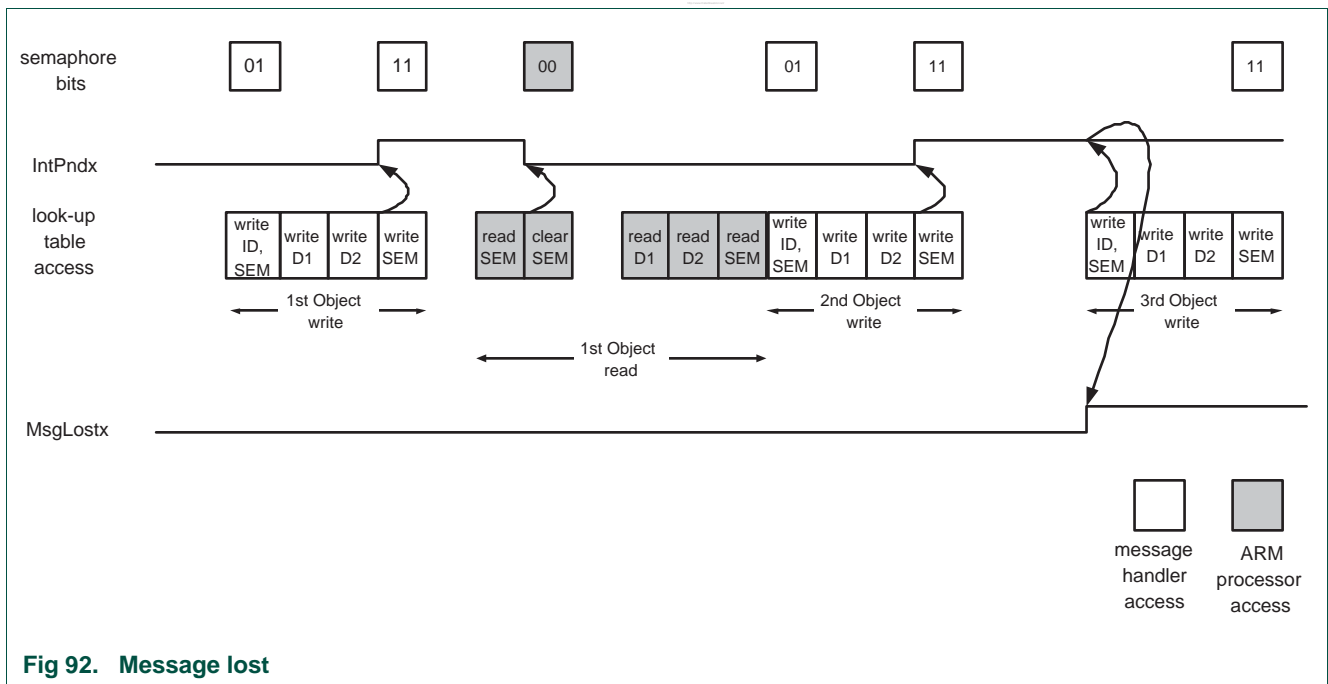 semaphore
bits
01
11
00
01
11
11
IntPndx
look-up
table
access
write
ID,
SEM
write
D1
write
D2
write
SEM
read
SEM
clear
SEM
read
D1
read
D2
read
SEM
write
ID,
SEM
write
D1
write
D2
write
SEM
write
ID,
SEM
write
D1
write
D2
write
SEM
1st Object
write
2nd Object
write
3rd Object
write
1st Object
read
MsgLostx
message
handler
access
ARM
processor
access
Fig 92. Message lost